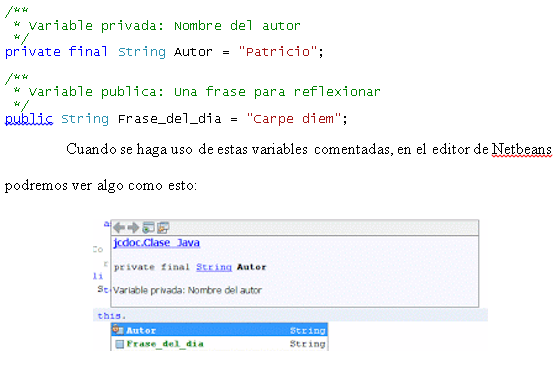 /**
 * Variable privada: Nombre del autor
 */
private final String Autor = "Patricio";
/**
 * Variable publica: Una frase para reflexionar
 */
public String Frase_del_dia = "Carpe diem";
Cuando se haga uso de estas variables comentadas, en el editor de Netbeans
podremos ver algo como esto:
jcdoc.Clase_Java
private final String Autor
Variable privada: Nombre del autor
this.
Autor String
Frase_del_dia String